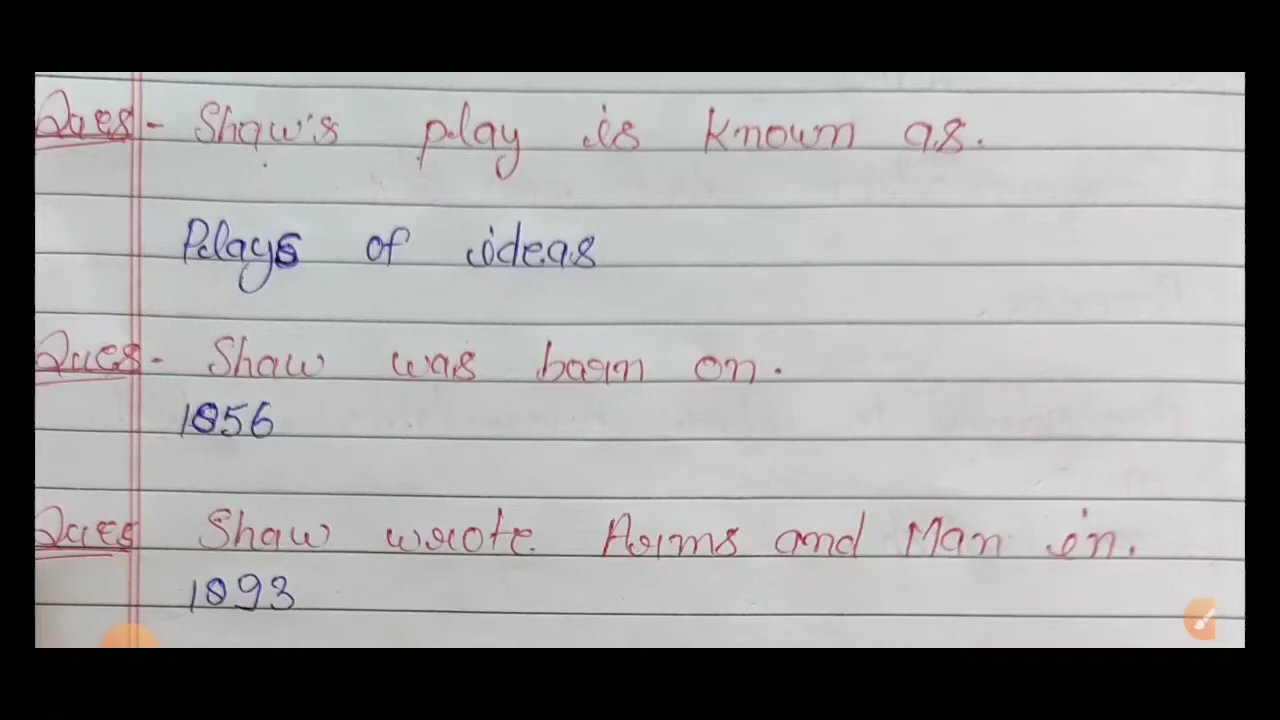 Ques - Shaw's play is known as.
Plays of ideas
Ques - Shaw was born on.
1856
Ques Shaw wrote Arms and Man in.
1893